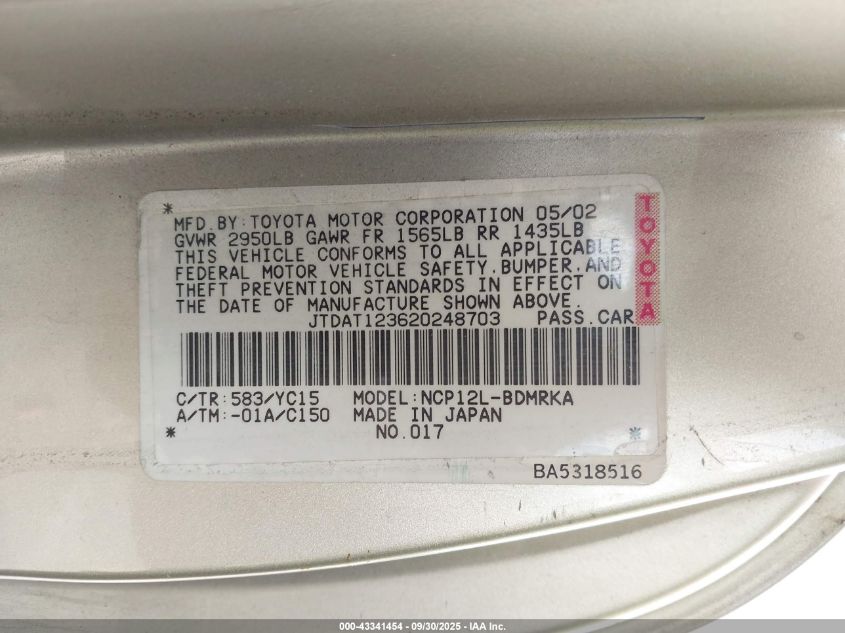 MFD.BY:TOYOTA MOTOR CORPORATION 05/02
GVWR 2950LB GAWR FR 1565LB RR 1435LB
THIS VEHICLE CONFORMS TO ALL APPLICABLE
FEDERAL MOTOR VEHICLE SAFETY,BUMPER,AND
THEFT PREVENTION STANDARDS IN EFFECT ON
THE DATE OF MANUFACTURE SHOWN ABOVE.
JTDAT123620248703 PASS.CAR
TOYOTA
C/TR:583/YC15 MODEL:NCP12L-BDMRKA
A/TM:-01A/C150 MADE IN JAPAN
NO.017
BA5318516
000-43341454 - 09/30/2025 - IAA Inc.